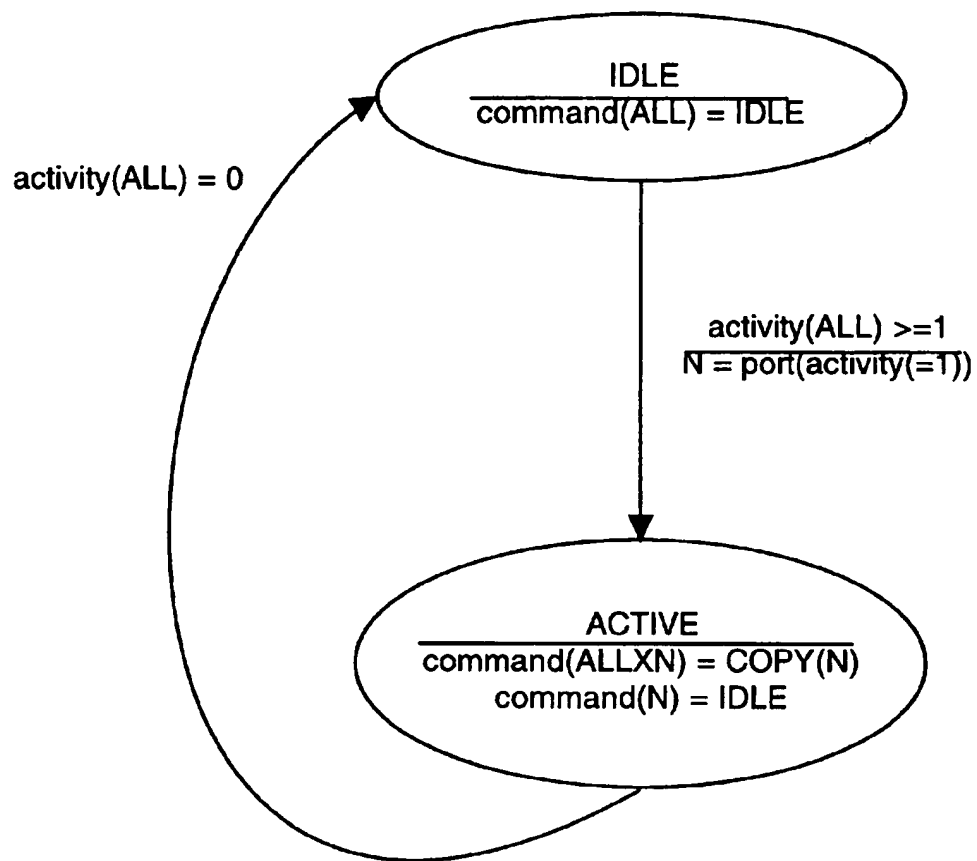 IDLE
command(ALL) = IDLE
activity(ALL) = 0
activity(ALL) >=1
N = port(activity(=1))
ACTIVE
command(ALLXN) = COPY(N)
command(N) = IDLE